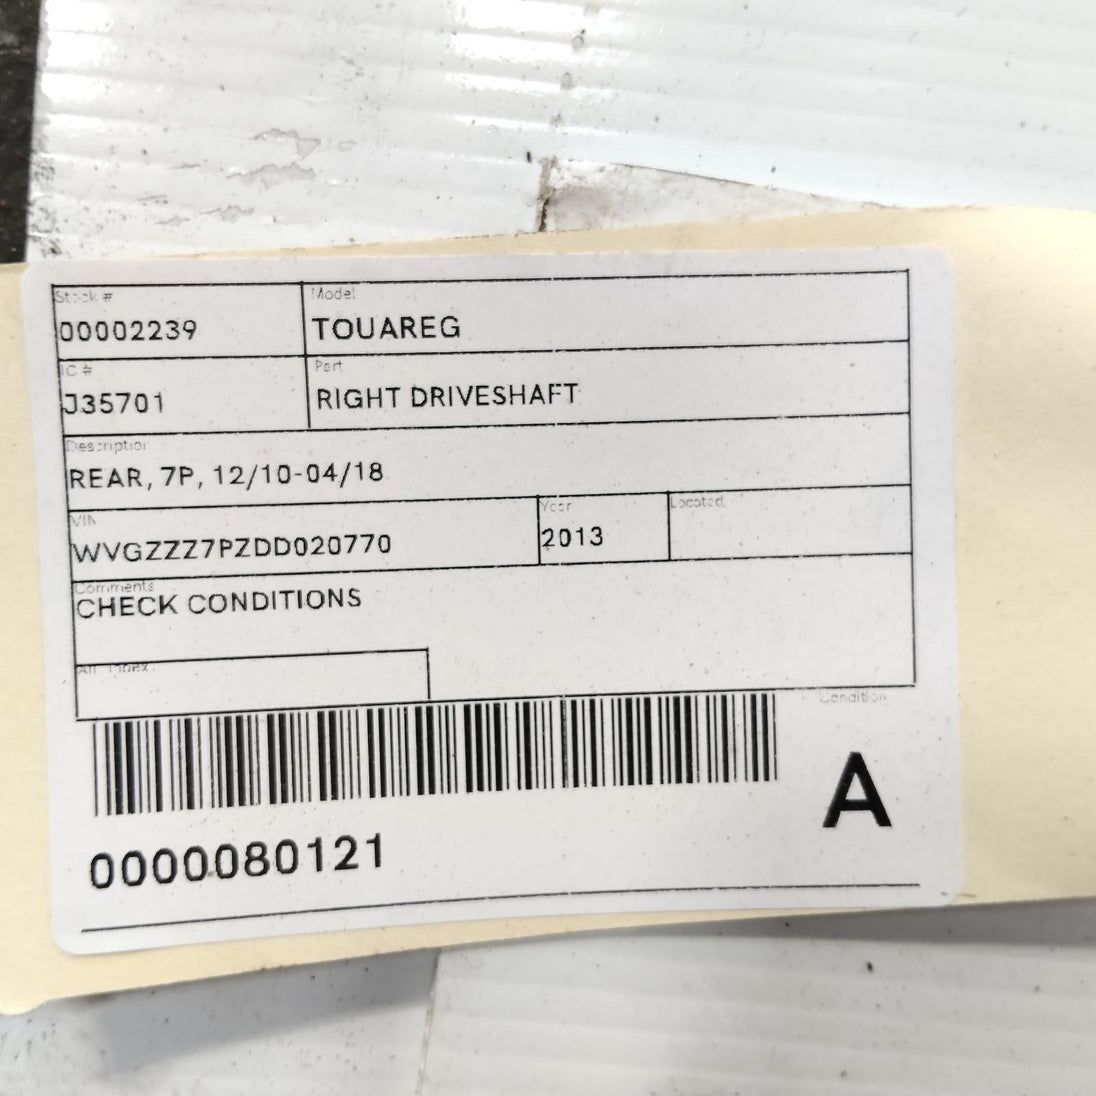 Stock #
Model
00002239
TOUAREG
IC #
Part
J35701
RIGHT DRIVESHAFT
Description
REAR, 7P, 12/10-04/18
VIN
Year
Located
WVGZZZ7PZDD020770
2013
Comments
CHECK CONDITIONS
Condition
A
0000080121